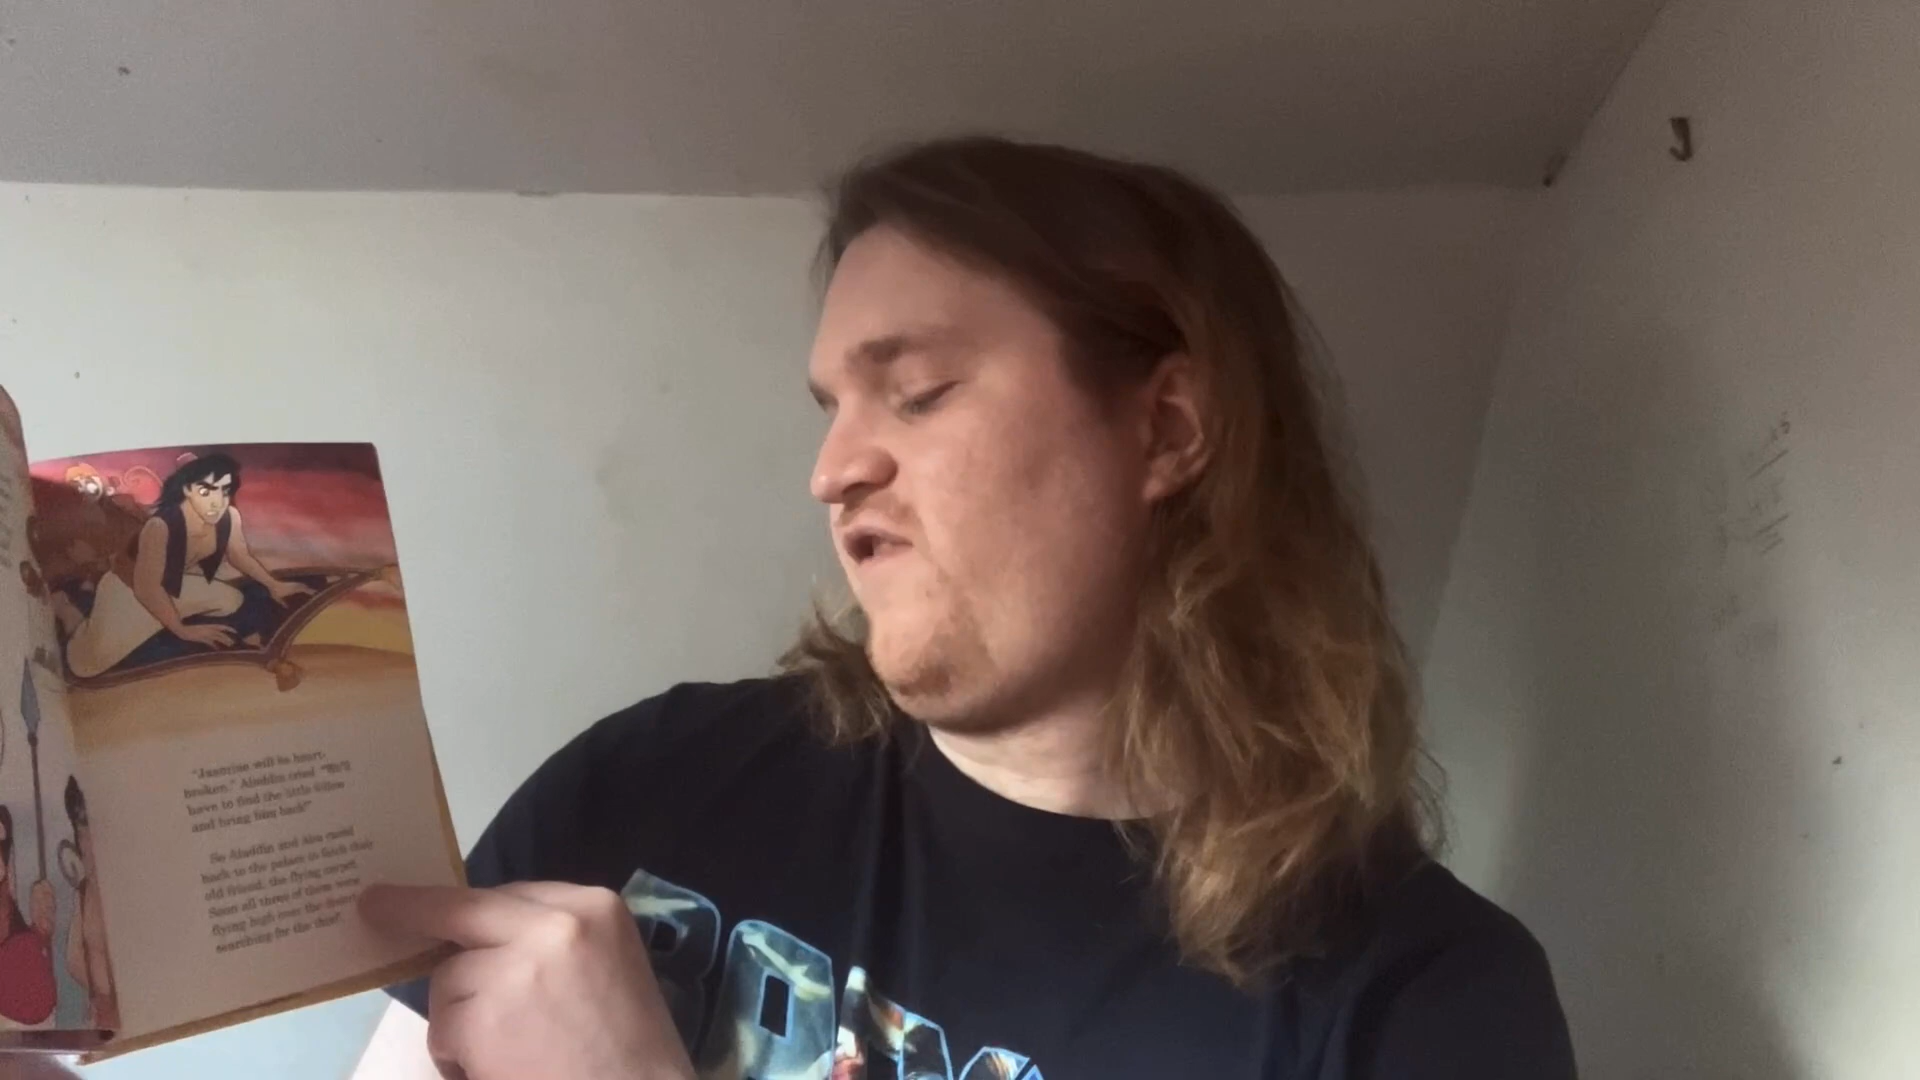 "Jasmine will be heart-
broken," Aladdin cried. "We'll
have to find the little fellow
and bring him back!"
So Aladdin and Abu raced
back to the palace to fetch their
old friend, the flying carpet.
Soon all three of them were
flying high over the desert,
searching for the thief.